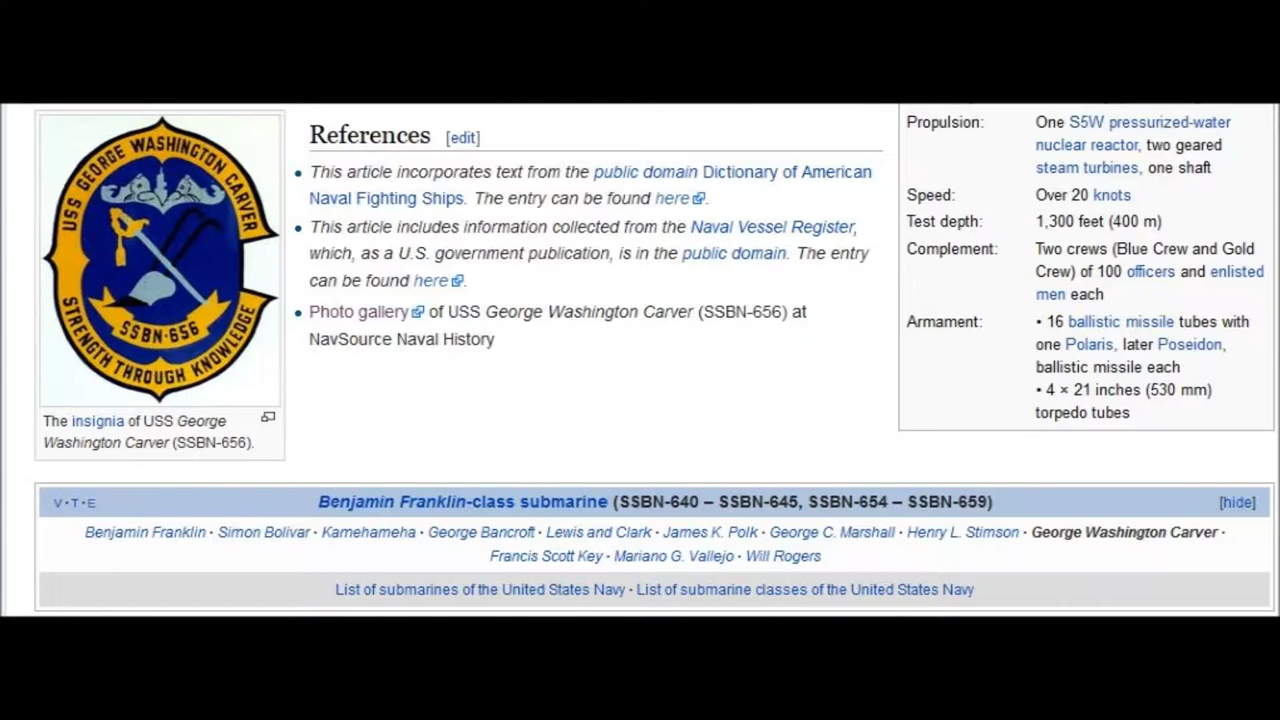 USS GEORGE WASHINGTON CARVER
SSBN-656
STRENGTH THROUGH KNOWLEDGE
The insignia of USS George
Washington Carver (SSBN-656).
References [edit]
• This article incorporates text from the public domain Dictionary of American
Naval Fighting Ships. The entry can be found here.
• This article includes information collected from the Naval Vessel Register,
which, as a U.S. government publication, is in the public domain. The entry
can be found here.
• Photo gallery of USS George Washington Carver (SSBN-656) at
NavSource Naval History
Propulsion: One S5W pressurized-water
nuclear reactor, two geared
steam turbines, one shaft
Speed: Over 20 knots
Test depth: 1,300 feet (400 m)
Complement: Two crews (Blue Crew and Gold
Crew) of 100 officers and enlisted
men each
Armament: • 16 ballistic missile tubes with
one Polaris, later Poseidon,
ballistic missile each
• 4 × 21 inches (530 mm)
torpedo tubes
V · T · E Benjamin Franklin-class submarine (SSBN-640 – SSBN-645, SSBN-654 – SSBN-659) [hide]
Benjamin Franklin · Simon Bolivar · Kamehameha · George Bancroft · Lewis and Clark · James K. Polk · George C. Marshall · Henry L. Stimson · George Washington Carver ·
Francis Scott Key · Mariano G. Vallejo · Will Rogers
List of submarines of the United States Navy · List of submarine classes of the United States Navy